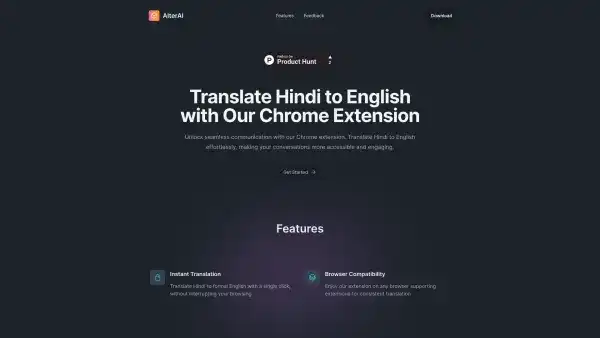 AlterAI
Features
Feedback
Download
Product Hunt
2
Translate Hindi to English
with Our Chrome Extension
Unlock seamless communication with our Chrome extension. Translate Hindi to English
effortlessly, making your conversations more accessible and engaging.
Get Started →
Features
Instant Translation
Translate Hindi to formal English with a single click,
without interrupting your browsing.
Browser Compatibility
Enjoy our extension on any browser supporting
extensions for consistent translation